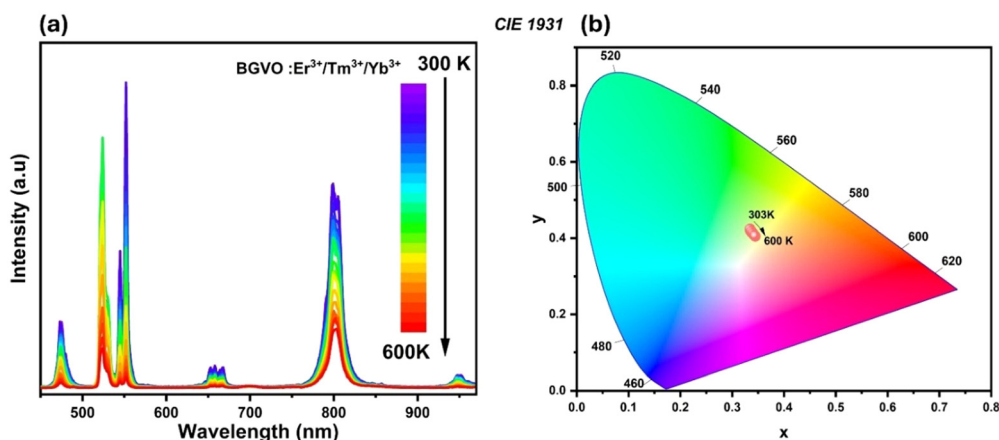 (a)
BGVO :Er³⁺/Tm³⁺/Yb³⁺
300 K
600K
Intensity (a.u)
500
600
700
800
900
Wavelength (nm)
CIE 1931
(b)
520
540
560
580
600
620
500
480
460
303K
600 K
y
0.8
0.6
0.4
0.2
0.0
0.0
0.1
0.2
0.3
0.4
0.5
0.6
0.7
0.8
x